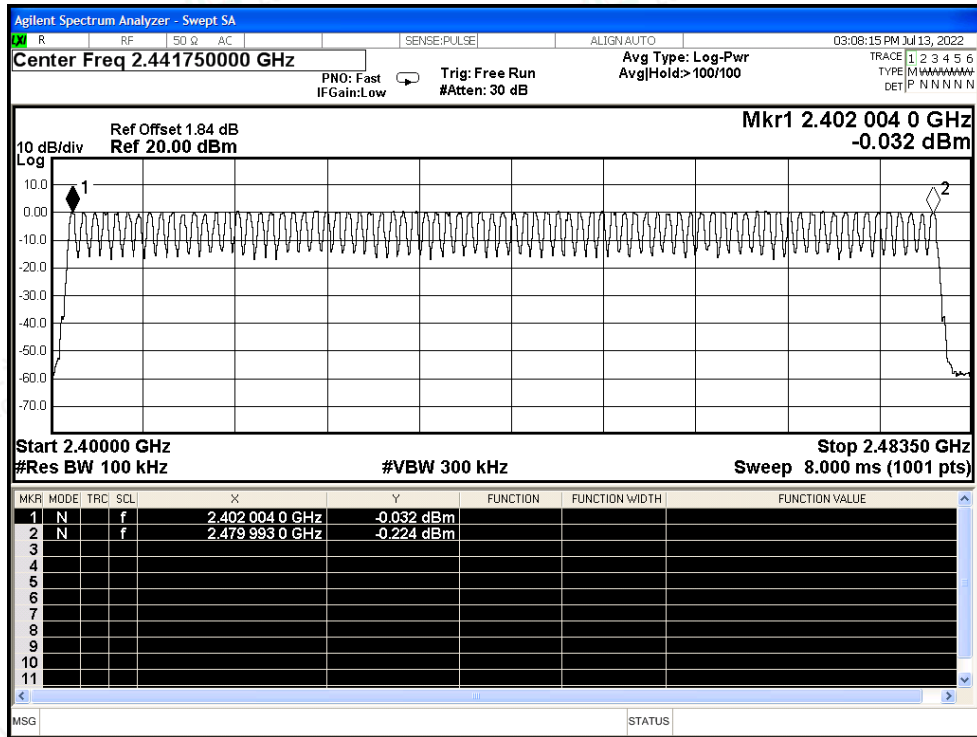 Agilent Spectrum Analyzer - Swept SA
LXI R RF 50 Ω AC SENSE:PULSE ALIGN AUTO 03:08:15 PM Jul 13, 2022
Center Freq 2.441750000 GHz
PNO: Fast
IFGain:Low
Trig: Free Run
#Atten: 30 dB
Avg Type: Log-Pwr
Avg|Hold:>100/100
TRACE 1 2 3 4 5 6
TYPE M
DET P N N N N N
Mkr1 2.402 004 0 GHz
-0.032 dBm
Ref Offset 1.84 dB
10 dB/div Ref 20.00 dBm
Log
10.0
0.00
-10.0
-20.0
-30.0
-40.0
-50.0
-60.0
-70.0
1
2
Start 2.40000 GHz Stop 2.48350 GHz
#Res BW 100 kHz #VBW 300 kHz Sweep 8.000 ms (1001 pts)
MKR MODE TRC SCL X Y FUNCTION FUNCTION WIDTH FUNCTION VALUE
1 N f 2.402 004 0 GHz -0.032 dBm
2 N f 2.479 993 0 GHz -0.224 dBm
3
4
5
6
7
8
9
10
11
MSG STATUS